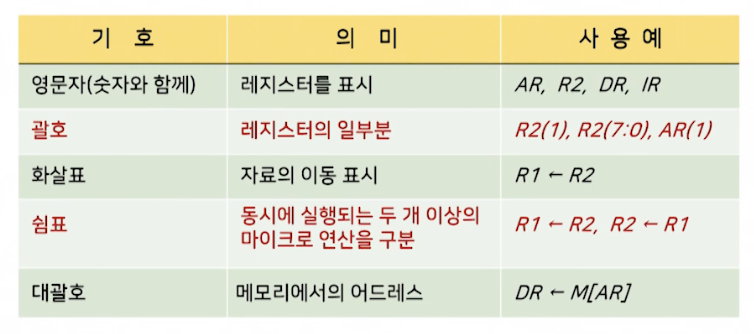 기 호 의 미 사 용 예
영문자(숫자와 함께) 레지스터를 표시 AR, R2, DR, IR
괄호 레지스터의 일부분 R2(1), R2(7:0), AR(1)
화살표 자료의 이동 표시 R1 ← R2
쉼표 동시에 실행되는 두 개 이상의
마이크로 연산을 구분 R1 ← R2, R2 ← R1
대괄호 메모리에서의 어드레스 DR ← M[AR]